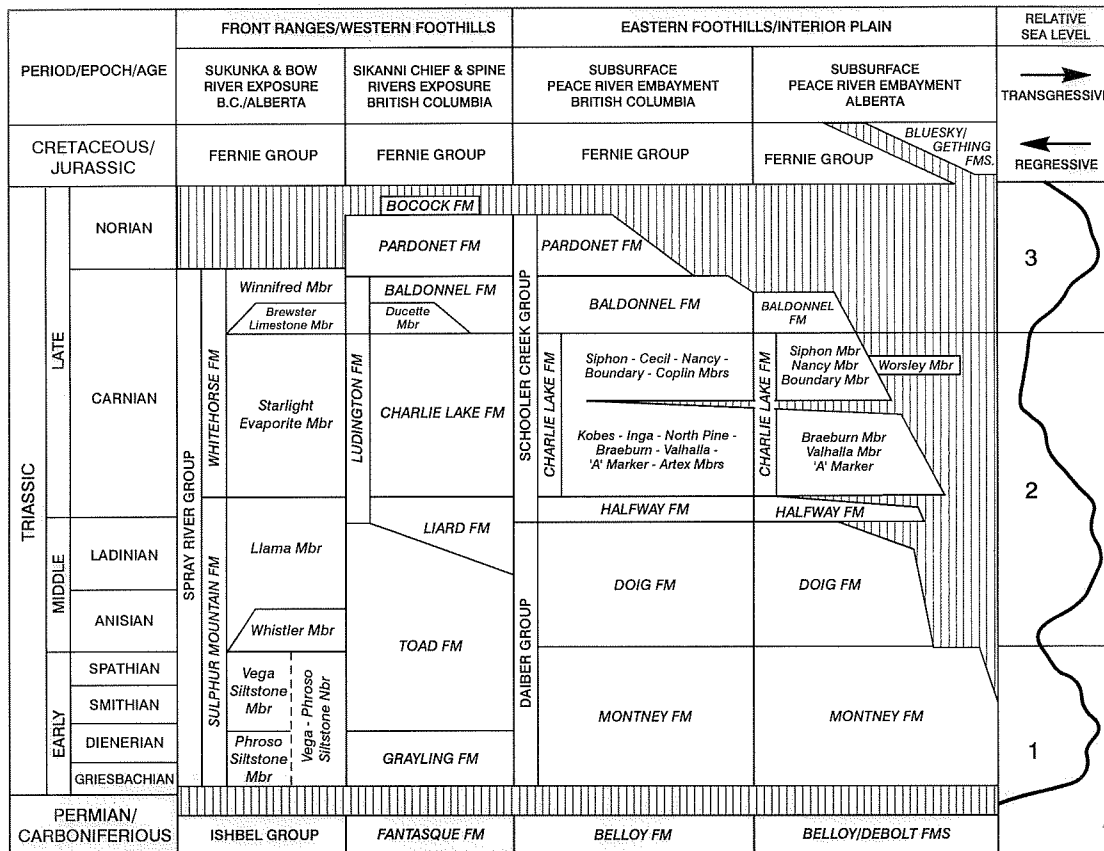 FRONT RANGES/WESTERN FOOTHILLS
EASTERN FOOTHILLS/INTERIOR PLAIN
RELATIVE
SEA LEVEL
PERIOD/EPOCH/AGE
SUKUNKA & BOW
RIVER EXPOSURE
B.C./ALBERTA
SIKANNI CHIEF & SPINE
RIVERS EXPOSURE
BRITISH COLUMBIA
SUBSURFACE
PEACE RIVER EMBAYMENT
BRITISH COLUMBIA
SUBSURFACE
PEACE RIVER EMBAYMENT
ALBERTA
TRANSGRESSIVE
REGRESSIVE
CRETACEOUS/
JURASSIC
FERNIE GROUP
FERNIE GROUP
FERNIE GROUP
FERNIE GROUP
BLUESKY/
GETHING
FMS.
TRIASSIC
LATE
MIDDLE
EARLY
NORIAN
CARNIAN
LADINIAN
ANISIAN
SPATHIAN
SMITHIAN
DIENERIAN
GRIESBACHIAN
SPRAY RIVER GROUP
WHITEHORSE FM
SULPHUR MOUNTAIN FM
Winnifred Mbr
Brewster
Limestone Mbr
Starlight
Evaporite Mbr
Llama Mbr
Whistler Mbr
Vega
Siltstone
Mbr
Phroso
Siltstone
Mbr
Vega - Phroso
Siltstone Nbr
BOCOCK FM
PARDONET FM
LUDINGTON FM
BALDONNEL FM
Ducette
Mbr
CHARLIE LAKE FM
LIARD FM
TOAD FM
GRAYLING FM
SCHOOLER CREEK GROUP
DAIBER GROUP
PARDONET FM
BALDONNEL FM
CHARLIE LAKE FM
Siphon - Cecil - Nancy -
Boundary - Coplin Mbrs
Kobes - Inga - North Pine -
Braeburn - Valhalla -
'A' Marker - Artex Mbrs
HALFWAY FM
DOIG FM
MONTNEY FM
BALDONNEL
FM
CHARLIE LAKE FM
Siphon Mbr
Nancy Mbr
Boundary Mbr
Worsley Mbr
Braeburn Mbr
Valhalla Mbr
'A' Marker
HALFWAY FM
DOIG FM
MONTNEY FM
3
2
1
PERMIAN/
CARBONIFERIOUS
ISHBEL GROUP
FANTASQUE FM
BELLOY FM
BELLOY/DEBOLT FMS